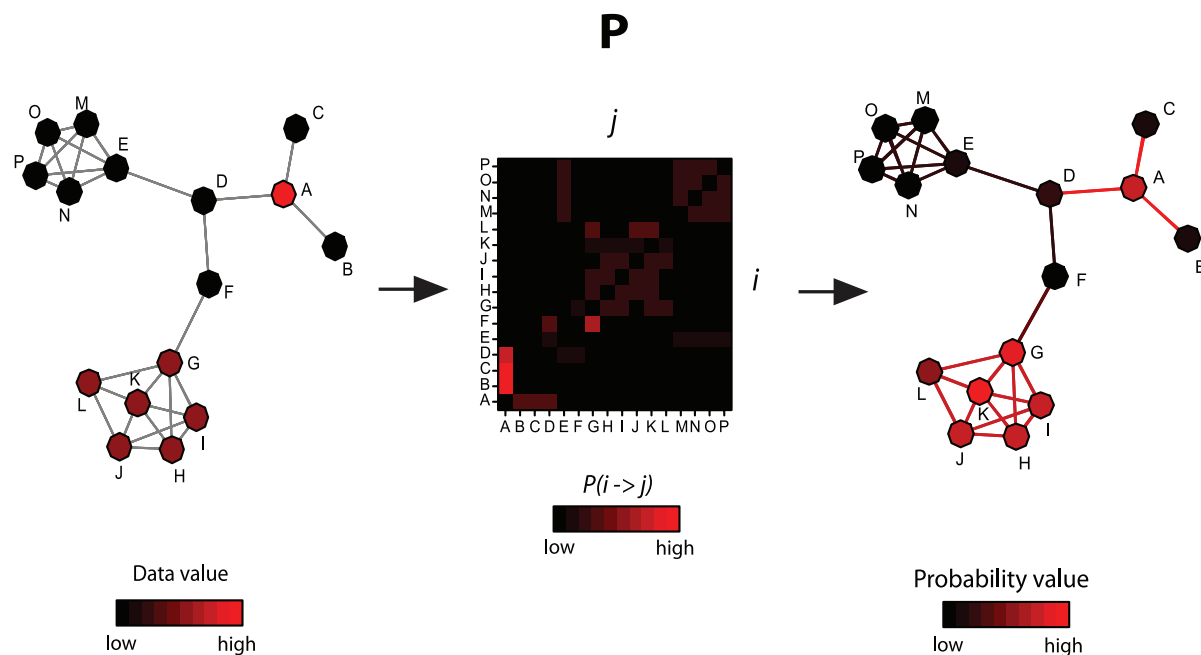 P
O
M
E
P
N
D
C
A
B
F
G
K
L
I
J
H
Data value
low
high
j
P
O
N
M
L
K
J
I
H
G
F
E
D
C
B
A
i
A B C D E F G H I J K L M N O P
P(i -> j)
low
high
O
M
E
P
N
D
C
A
B
F
G
K
L
I
J
H
Probability value
low
high